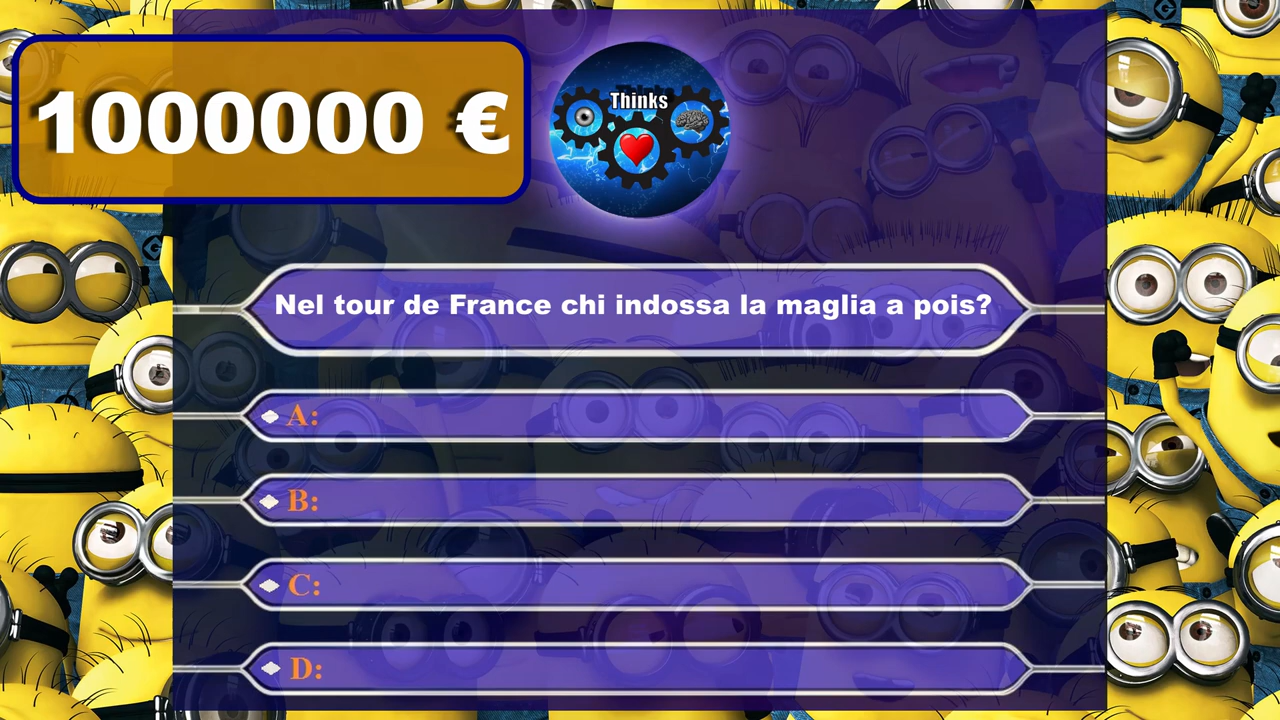 1000000 €
Thinks
Nel tour de France chi indossa la maglia a pois?
A:
B:
C:
D: